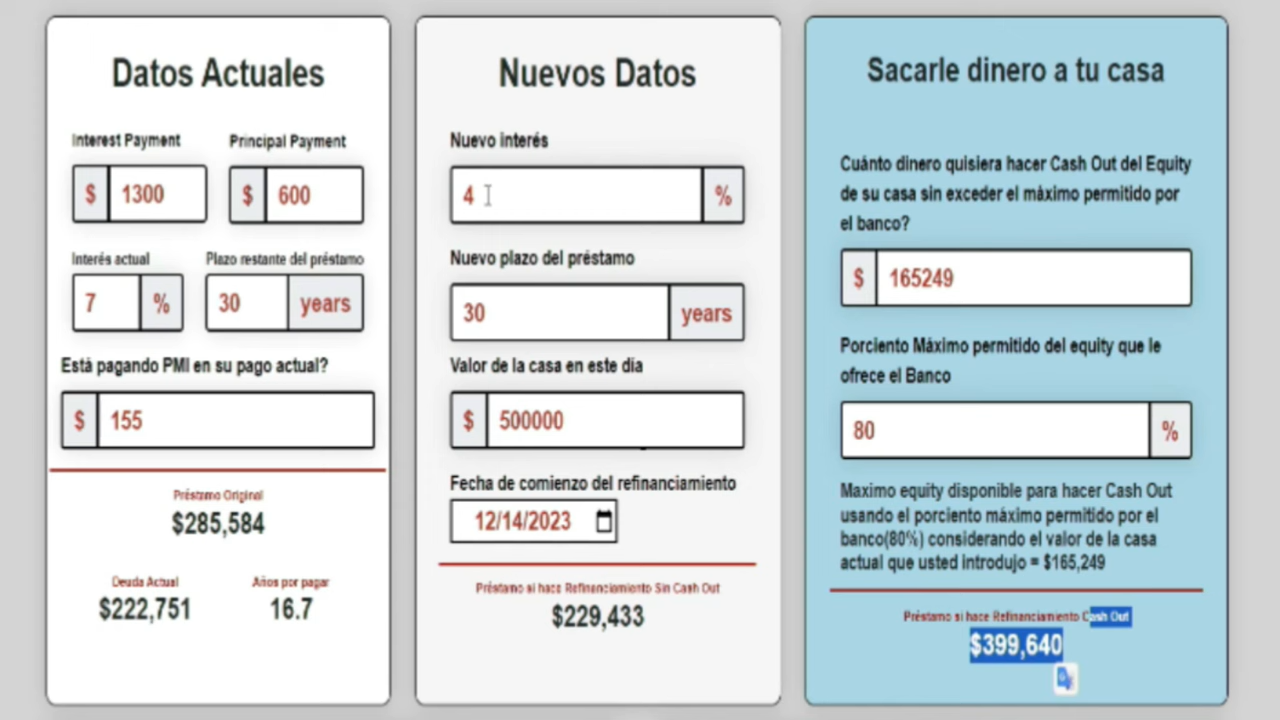 Datos Actuales
Interest Payment
Principal Payment
$ 1300
$ 600
Interés actual
Plazo restante del préstamo
7 %
30 years
Está pagando PMI en su pago actual?
$ 155
Préstamo Original
$285,584
Deuda Actual
Años por pagar
$222,751
16.7
Nuevos Datos
Nuevo interés
4 %
Nuevo plazo del préstamo
30 years
Valor de la casa en este día
$ 500000
Fecha de comienzo del refinanciamiento
12/14/2023
Préstamo si hace Refinanciamiento Sin Cash Out
$229,433
Sacarle dinero a tu casa
Cuánto dinero quisiera hacer Cash Out del Equity
de su casa sin exceder el máximo permitido por
el banco?
$ 165249
Porciento Máximo permitido del equity que le
ofrece el Banco
80 %
Maximo equity disponible para hacer Cash Out
usando el porciento máximo permitido por el
banco(80%) considerando el valor de la casa
actual que usted introdujo = $165,249
Préstamo si hace Refinanciamiento Cash Out
$399,640